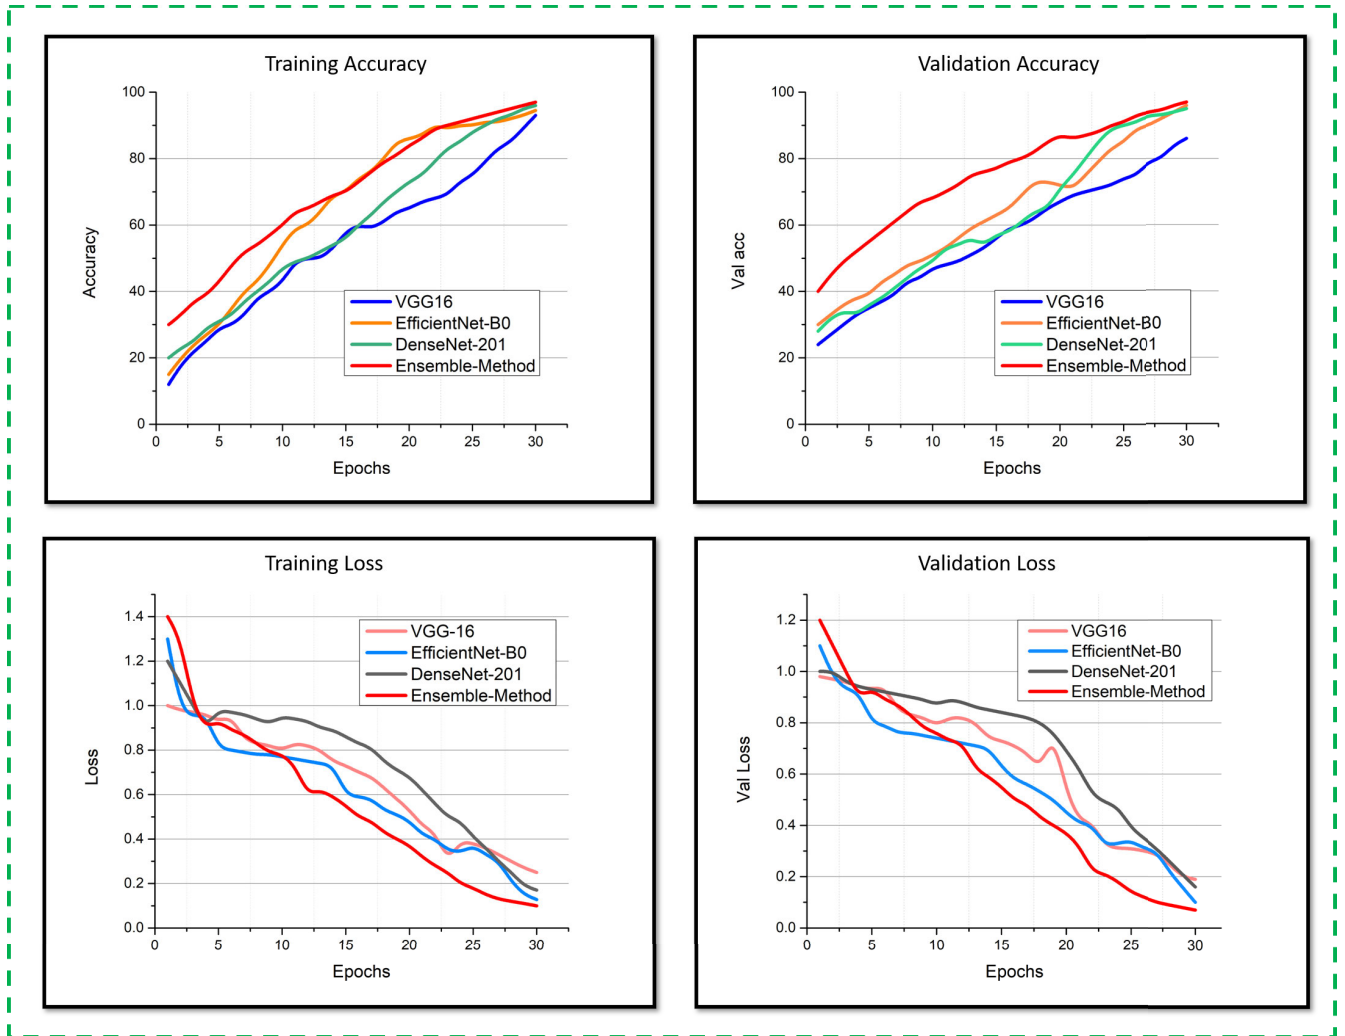 Training Accuracy
100
80
60
40
20
0
Accuracy
VGG16
EfficientNet-B0
DenseNet-201
Ensemble-Method
0 5 10 15 20 25 30
Epochs
Validation Accuracy
100
80
60
40
20
0
Val acc
VGG16
EfficientNet-B0
DenseNet-201
Ensemble-Method
0 5 10 15 20 25 30
Epochs
Training Loss
1.4
1.2
1.0
0.8
0.6
0.4
0.2
0.0
Loss
VGG-16
EfficientNet-B0
DenseNet-201
Ensemble-Method
0 5 10 15 20 25 30
Epochs
Validation Loss
1.2
1.0
0.8
0.6
0.4
0.2
0.0
Val Loss
VGG16
EfficientNet-B0
DenseNet-201
Ensemble-Method
0 5 10 15 20 25 30
Epochs